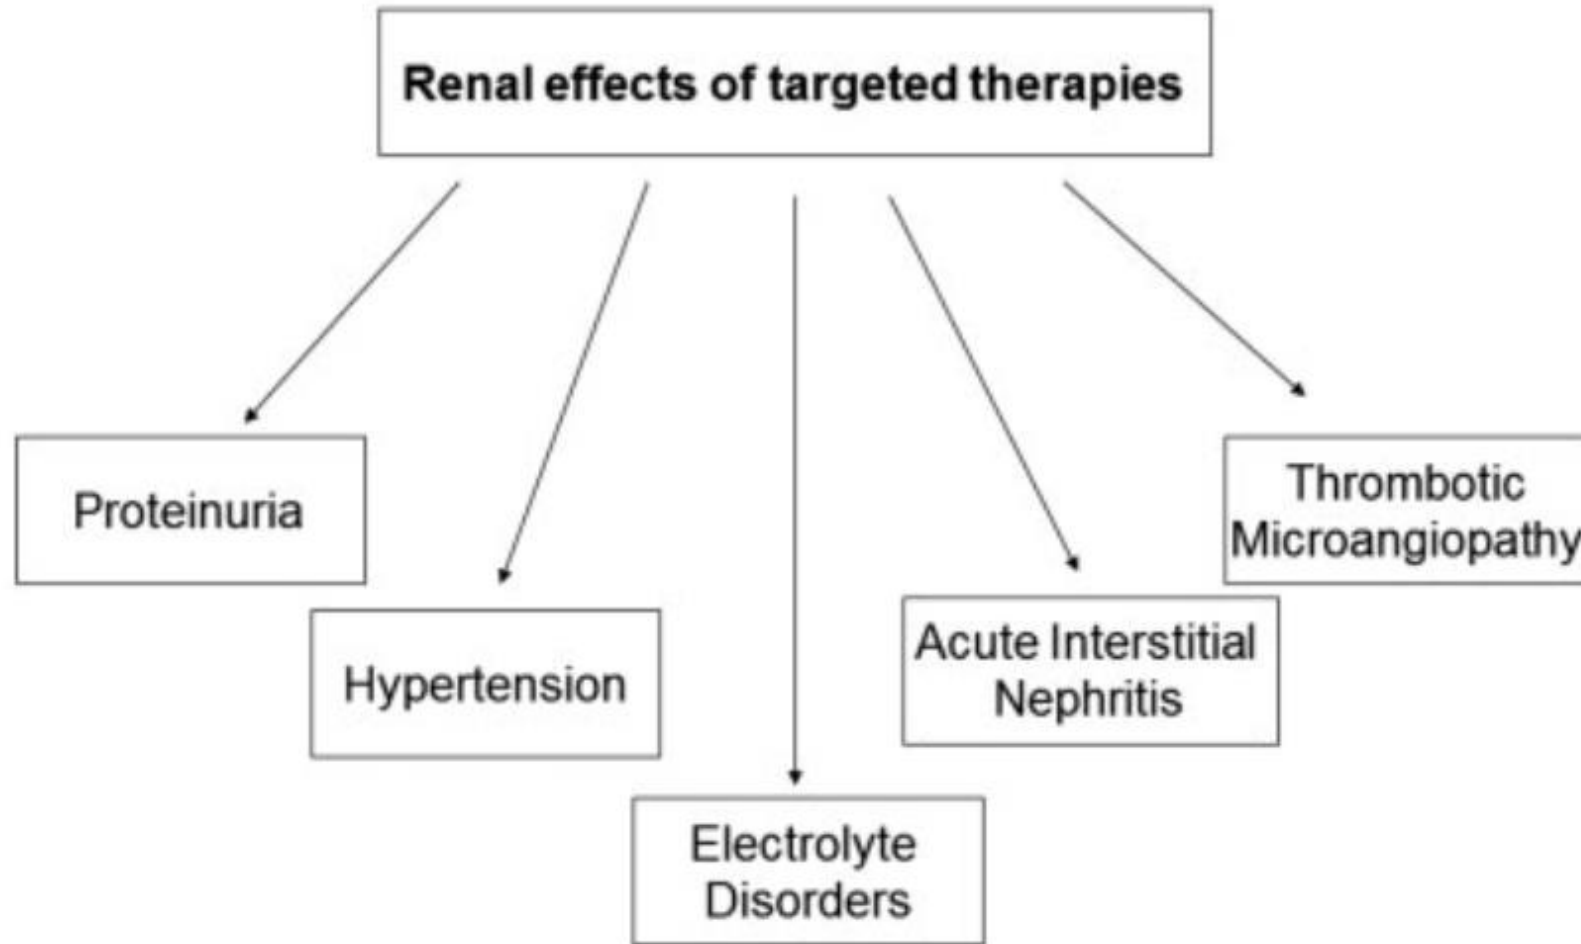 Renal effects of targeted therapies
Proteinuria
Hypertension
Electrolyte
Disorders
Acute Interstitial
Nephritis
Thrombotic
Microangiopathy